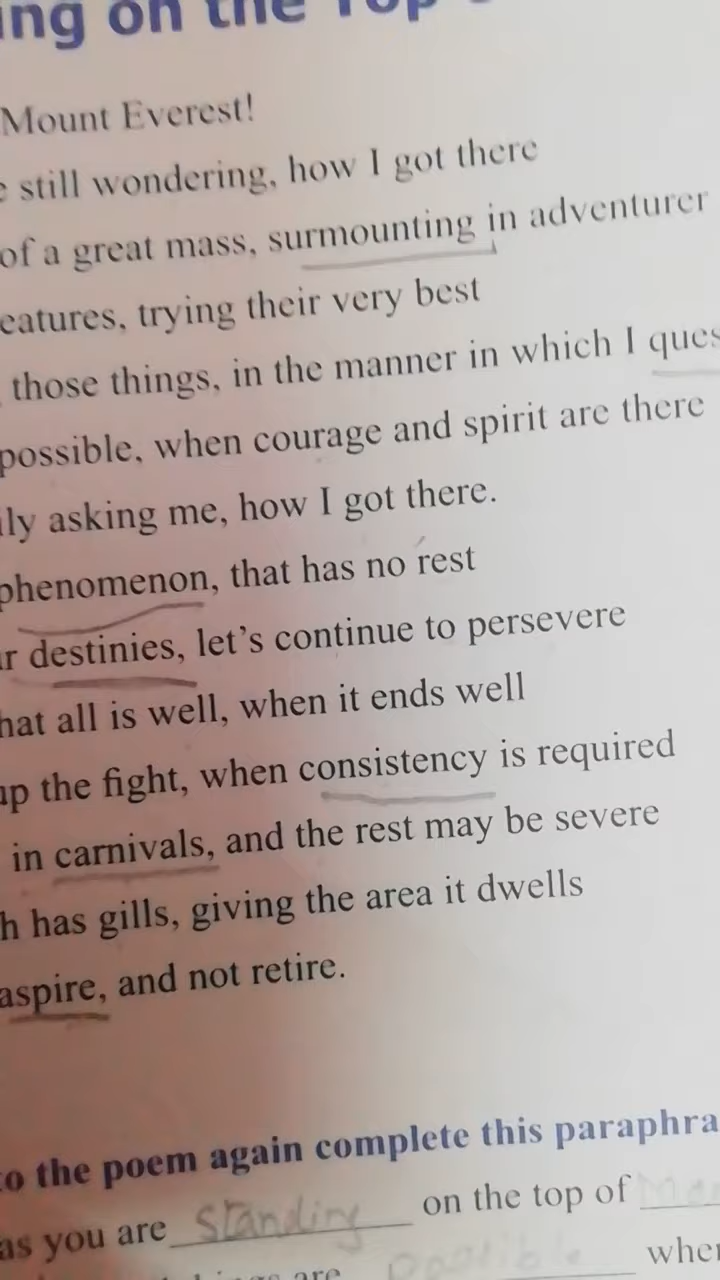 ing on the Top
Mount Everest!
still wondering, how I got there
of a great mass, surmounting in adventurer
eatures, trying their very best
those things, in the manner in which I ques
possible, when courage and spirit are there
ly asking me, how I got there.
phenomenon, that has no rest
r destinies, let's continue to persevere
hat all is well, when it ends well
up the fight, when consistency is required
in carnivals, and the rest may be severe
h has gills, giving the area it dwells
aspire, and not retire.
to the poem again complete this paraphra
as you are Standing on the top of
are possible when